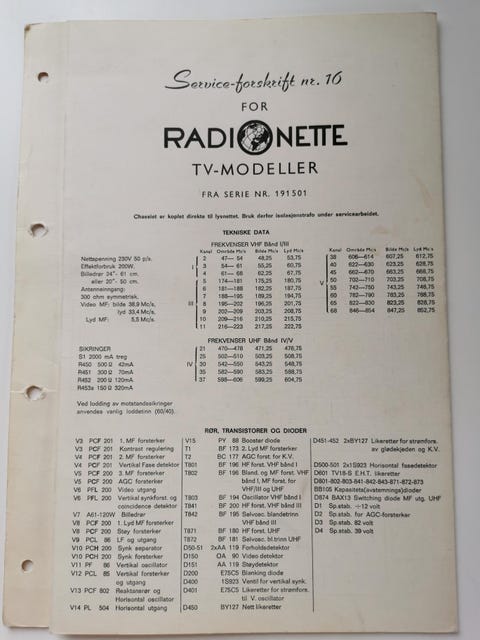 Service-forskrift nr. 16
FOR
RADIONETTE
TV-MODELLER
FRA SERIE NR. 191501
Chassiet er koplet direkte til lysnettet. Bruk derfor isolasjonstrafo under servicearbeidet.
TEKNISKE DATA
Nettspenning 230V 50 p/s.
Effektforbruk 200W.
Billedrør 24"- 61 cm.
eller 20"- 50 cm.
Antenneinngang:
300 ohm symmetrisk.
Video MF: bilde 38,9 Mc/s,
lyd 33,4 Mc/s,
Lyd MF: 5,5 Mc/s.
SIKRINGER
S1 2000 mA treg
R450 500 Ω 42mA
R451 300 Ω 70mA
R452 200 Ω 120mA
R453a 150 Ω 320mA
Ved lodding av motstandssikringer
anvendes vanlig loddetinn (60/40).
FREKVENSER VHF Bånd I/III
Kanal Område Mc/s Bilde Mc/s Lyd Mc/s
I
2 47— 54 48,25 53,75
3 54— 61 55,25 60,75
4 61— 68 62,25 67,75
III
5 174—181 175,25 180,75
6 181—188 182,25 187,75
7 188—195 189,25 194,75
8 195—202 196,25 201,75
9 202—209 203,25 208,75
10 209—216 210,25 215,75
11 216—223 217,25 222,75
FREKVENSER UHF Bånd IV/V
IV
21 470—478 471,25 476,75
25 502—510 503,25 508,75
30 542—550 543,25 548,75
35 582—590 583,25 588,75
37 598—606 599,25 604,75
Kanal Område Mc/s Bilde Mc/s Lyd Mc/s
V
38 606—614 607,25 612,75
40 622—630 623,25 628,75
45 662—670 663,25 668,75
50 702—710 703,25 708,75
55 742—750 743,25 748,75
60 782—790 783,25 788,75
65 822—830 823,25 828,75
68 846—854 847,25 852,75
RØR, TRANSISTORER OG DIODER
V3 PCF 201 1. MF forsterker
V3 PCF 201 Kontrast regulering
V4 PCF 201 2. MF forsterker
V4 PCF 201 Vertikal Fase detektor
V5 PCF 200 3. MF forsterker
V5 PCF 200 AGC forsterker
V6 PFL 200 Video utgang
V6 PFL 200 Vertikal synkforst. og
coincidence detektor
V7 A61-120W Billedrør
V8 PCF 200 1. Lyd MF forsterker
V8 PCF 200 Støy forsterker
V9 PCL 86 LF og utgang
V10 PCH 200 Synk separator
V10 PCH 200 Synk forsterker
V11 PF 86 Vertikal oscillator
V12 PCL 85 Vertikal utgang
V13 PCF 802 Reaktansrør og
Horisontal oscillator
V14 PL 504 Horisontal utgang
V15 PY 88 Booster diode
T1 BF 173 2. Lyd MF forsterker
T2 BC 177 AGC forst. for K.V.
T801 BF 196 HF forst. VHF bånd I
T802 BF 196 Bland. og MF forst. VHF
bånd I, MF forst. av
VHF/III og UHF
T803 BF 194 Oscillator VHF bånd I
T841 BF 200 HF forst. VHF bånd III
T842 BF 195 Selvosc. blandetrinn
VHF bånd III
T871 BF 180 HF forst. UHF
T872 BF 181 Selvosc. bl.trinn UHF
D50-51 2xAA 119 Forholdsdetektor
D150 OA 90 Video detektor
D151 AA 119 Støydetektor
D200 E75C5 Blanking diode
D400 1S923 Ventil for vertikal synk.
D401 E75C5 Likeretter for strømfors.
til V. oscillator
D450 BY127 Nett likeretter
D451-452 2xBY127 Likeretter for strømfors.
av glødekjeden og K.V.
D500-501 2x1S923 Horisontal fasedetektor
D601 TV18-S E.H.T. likeretter
D801-802-803-841-842-843-871-872-873
BB105 Kapasitets(avstemnings)dioder
D874 BAX13 Switching diode MF utg. UHF
D1 Sp.stab. ÷12 volt
D2 Sp.stab. for AGC-forsterker
D3 Sp.stab. 82 volt
D4 Sp.stab. 39 volt